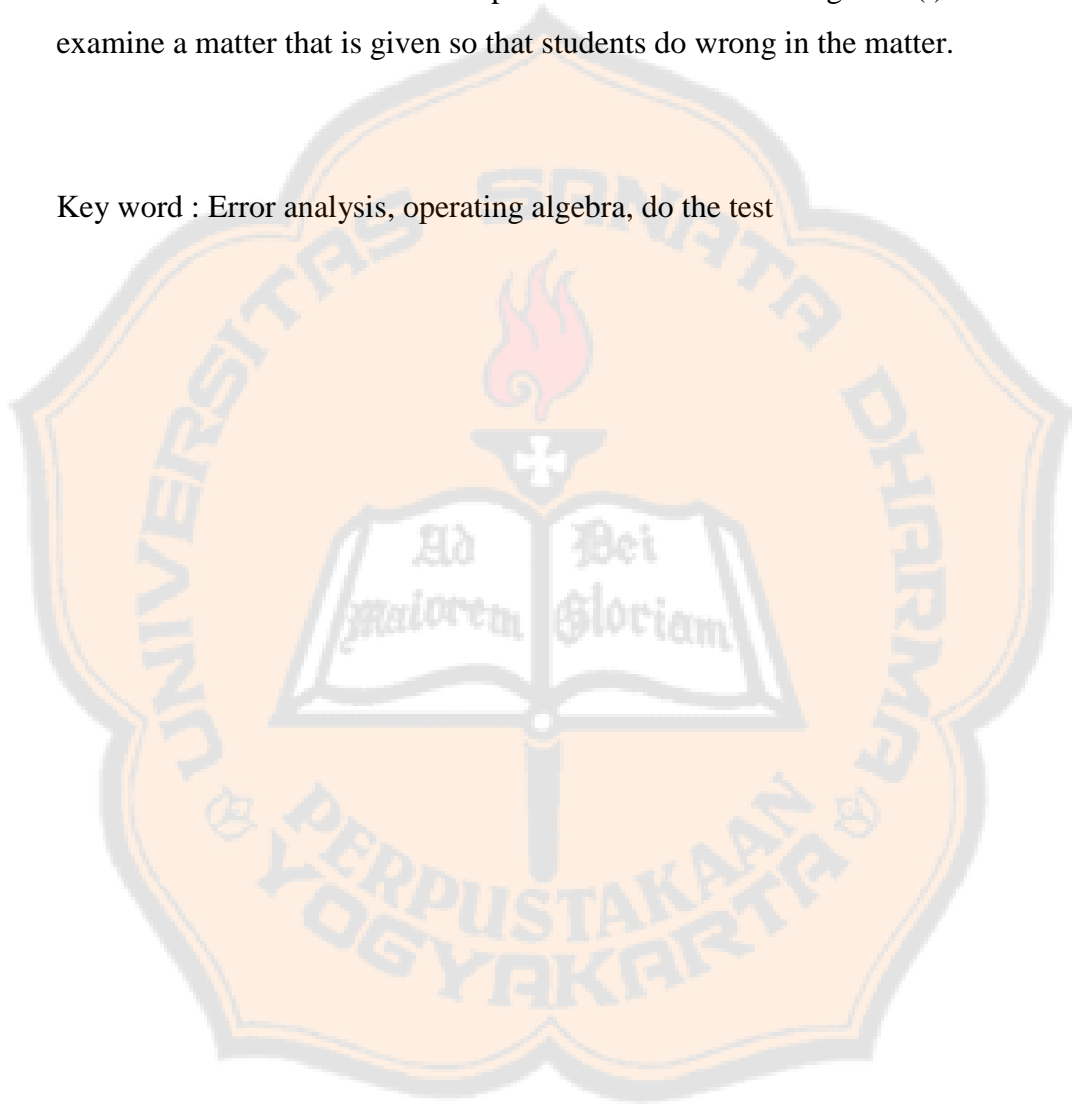 examine a matter that is given so that students do wrong in the matter.
Key word : Error analysis, operating algebra, do the test
UNIVERSITAS SANATA DHARMA
Ad Dei
Maiorem Gloriam
PERPUSTAKAAN
YOGYAKARTA